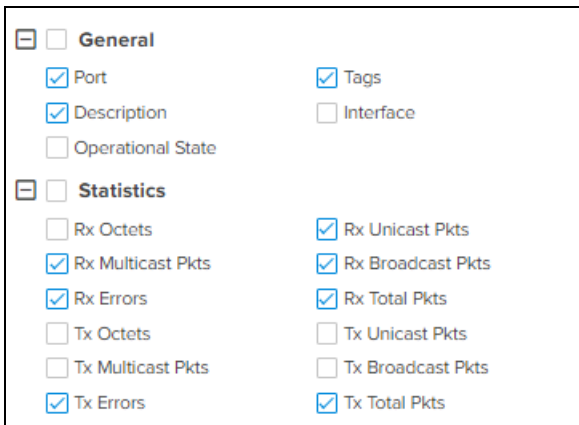 General
Port Tags
Description Interface
Operational State
Statistics
Rx Octets Rx Unicast Pkts
Rx Multicast Pkts Rx Broadcast Pkts
Rx Errors Rx Total Pkts
Tx Octets Tx Unicast Pkts
Tx Multicast Pkts Tx Broadcast Pkts
Tx Errors Tx Total Pkts